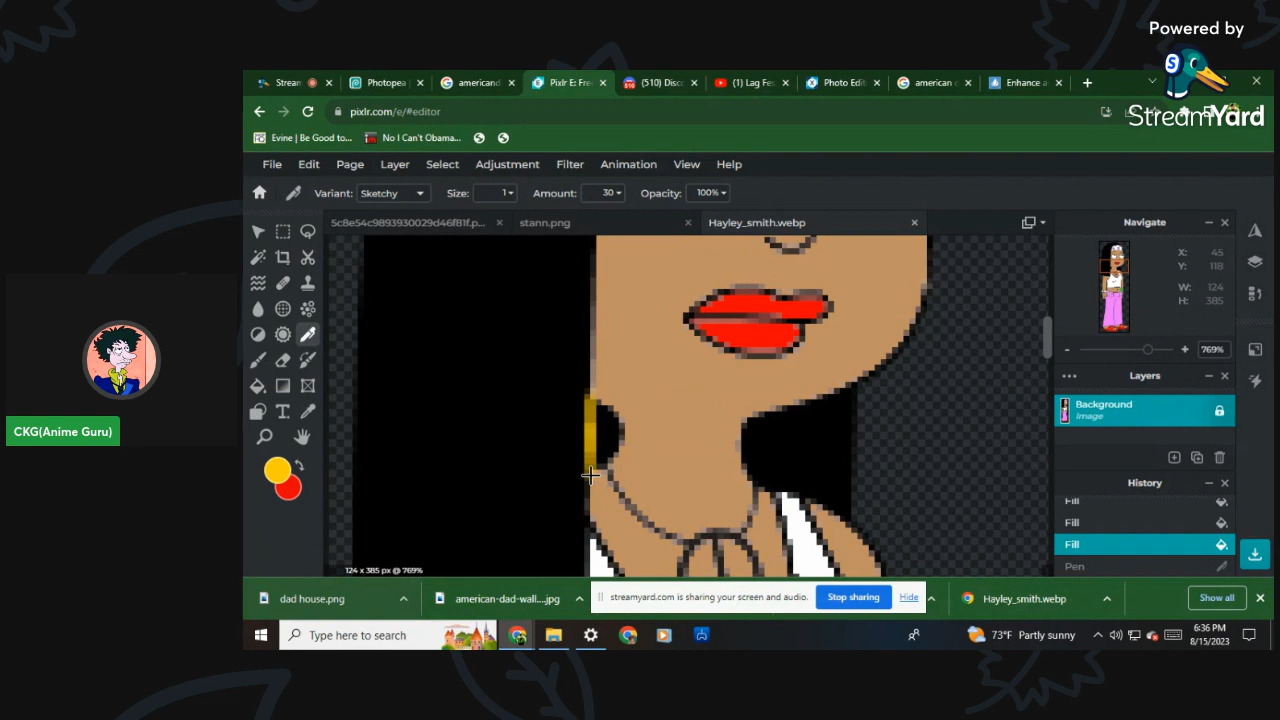 Powered by
StreamYard
Stream
Photopea
americand
Pixlr E: Free
(510) Disco
(1) Lag Fes
Photo Edit
american d
Enhance a
pixlr.com/e/#editor
Evine | Be Good to...
No I Can't Obama...
File Edit Page Layer Select Adjustment Filter Animation View Help
Variant: Sketchy Size: 1 Amount: 30 Opacity: 100%
5c8e54c9893930029d46f81f.p...
stann.png
Hayley_smith.webp
Navigate
X: 45
Y: 118
W: 124
H: 385
769%
Layers
Background
Image
History
Fill
Fill
Fill
Pen
T
124 x 385 px @ 769%
CKG(Anime Guru)
dad house.png
american-dad-wall....jpg
streamyard.com is sharing your screen and audio.
Stop sharing
Hide
Hayley_smith.webp
Show all
Type here to search
73°F Partly sunny
6:36 PM
8/15/2023